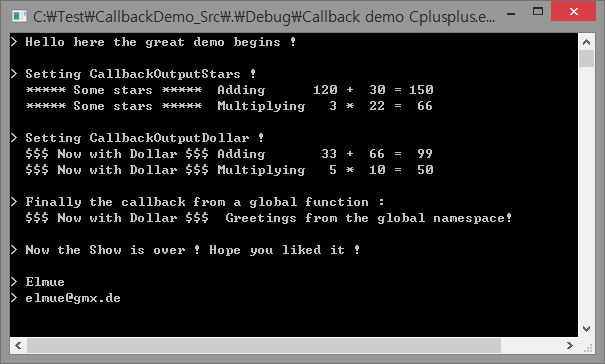 C:₩Test₩CallbackDemo_Src₩.₩Debug₩Callback demo Cplusplus.e...
> Hello here the great demo begins !
> Setting CallbackOutputStars !
***** Some stars *****  Adding      120 +  30 = 150
***** Some stars *****  Multiplying   3 *  22 =  66
> Setting CallbackOutputDollar !
$$$ Now with Dollar $$$ Adding       33 +  66 =  99
$$$ Now with Dollar $$$ Multiplying   5 *  10 =  50
> Finally the callback from a global function :
$$$ Now with Dollar $$$  Greetings from the global namespace!
> Now the Show is over ! Hope you liked it !
> Elmue
> elmue@gmx.de